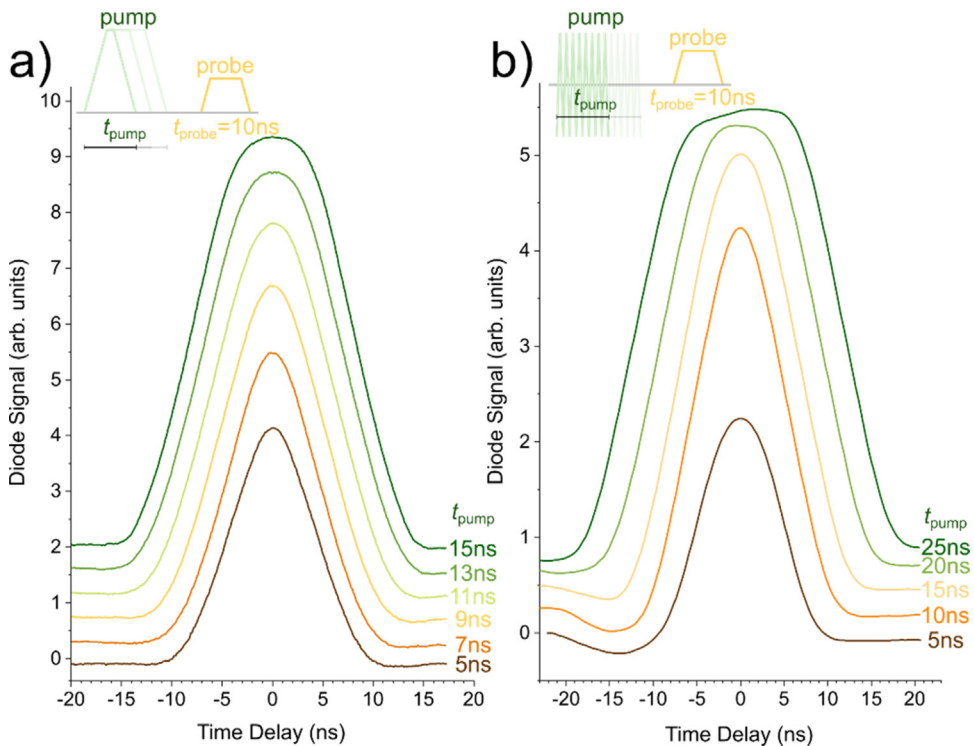 a)
pump
probe
t_pump
t_probe=10ns
10
9
8
7
6
5
4
3
2
1
0
Diode Signal (arb. units)
t_pump
15ns
13ns
11ns
9ns
7ns
5ns
-20 -15 -10 -5 0 5 10 15 20
Time Delay (ns)
b)
pump
probe
t_pump
t_probe=10ns
5
4
3
2
1
0
Diode Signal (arb. units)
t_pump
25ns
20ns
15ns
10ns
5ns
-20 -15 -10 -5 0 5 10 15 20
Time Delay (ns)